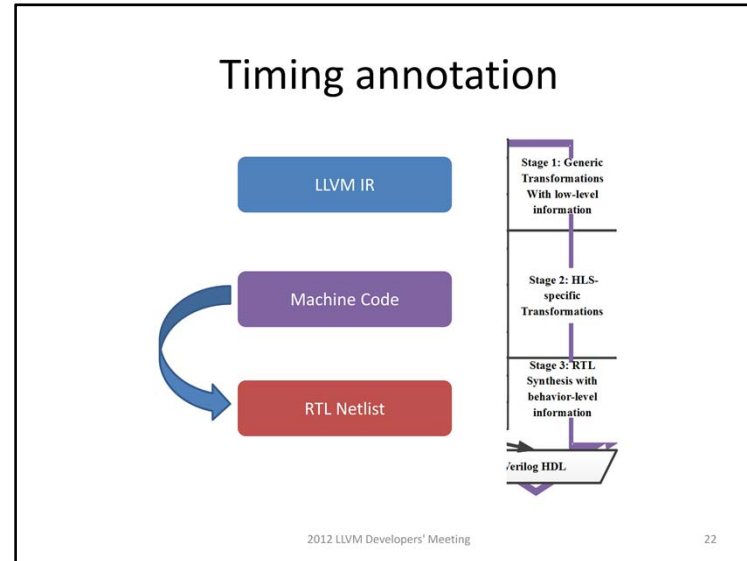 Timing annotation
LLVM IR
Machine Code
RTL Netlist
Stage 1: Generic
Transformations
With low-level
information
Stage 2: HLS-
specific
Transformations
Stage 3: RTL
Synthesis with
behavior-level
information
Verilog HDL
2012 LLVM Developers' Meeting
22